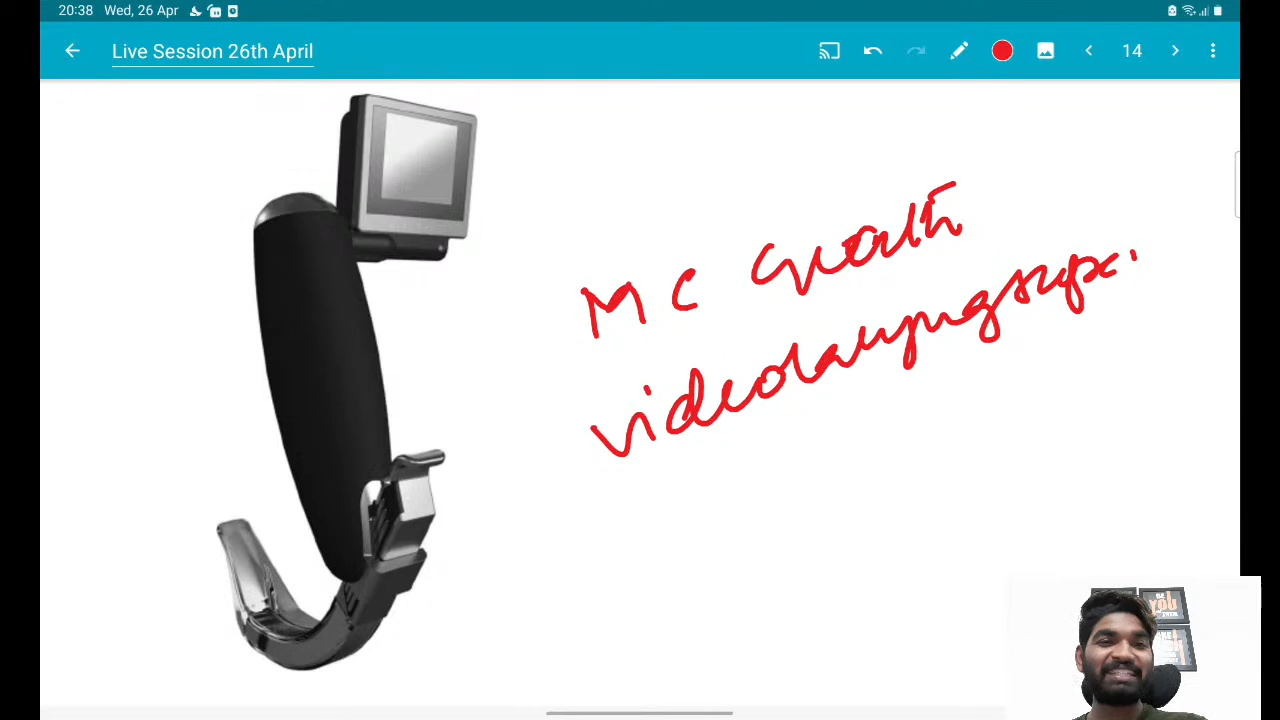 20:38 Wed, 26 Apr
Live Session 26th April
14
MC Grath
videolaryngoscope.